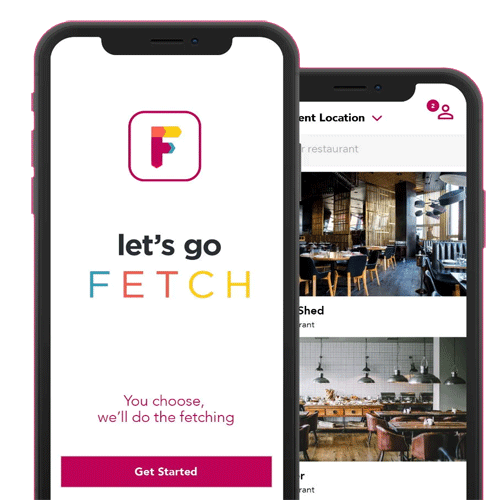 F
let's go
FETCH
You choose,
we'll do the fetching
Get Started
2
ent Location
r restaurant
Shed
rant
er
rant